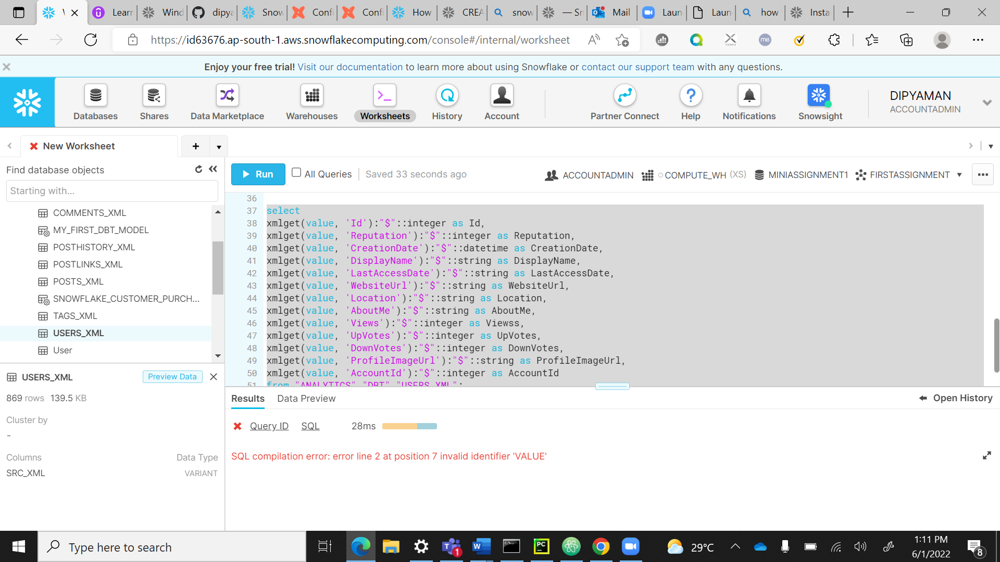 Learn
Wind
dipya
Snow
Confi
Confi
How
CREA
snow
— Sn
Mail
Laun
Laun
how
Insta
https://id63676.ap-south-1.aws.snowflakecomputing.com/console#/internal/worksheet
me
Enjoy your free trial! Visit our documentation to learn more about using Snowflake or contact our support team with any questions.
Databases
Shares
Data Marketplace
Warehouses
Worksheets
History
Account
Partner Connect
Help
Notifications
Snowsight
DIPYAMAN
ACCOUNTADMIN
New Worksheet
Find database objects
Starting with...
COMMENTS_XML
MY_FIRST_DBT_MODEL
POSTHISTORY_XML
POSTLINKS_XML
POSTS_XML
SNOWFLAKE_CUSTOMER_PURCH...
TAGS_XML
USERS_XML
User
USERS_XML
Preview Data
869 rows 139.5 KB
Cluster by
-
Columns Data Type
SRC_XML VARIANT
Run
All Queries
Saved 33 seconds ago
ACCOUNTADMIN
COMPUTE_WH (XS)
MINIASSIGNMENT1
FIRSTASSIGNMENT
36
37 select
38 xmlget(value, 'Id'):"$"::integer as Id,
39 xmlget(value, 'Reputation'):"$"::integer as Reputation,
40 xmlget(value, 'CreationDate'):"$"::datetime as CreationDate,
41 xmlget(value, 'DisplayName'):"$"::string as DisplayName,
42 xmlget(value, 'LastAccessDate'):"$"::string as LastAccessDate,
43 xmlget(value, 'WebsiteUrl'):"$"::string as WebsiteUrl,
44 xmlget(value, 'Location'):"$"::string as Location,
45 xmlget(value, 'AboutMe'):"$"::string as AboutMe,
46 xmlget(value, 'Views'):"$"::integer as Viewss,
47 xmlget(value, 'UpVotes'):"$"::integer as UpVotes,
48 xmlget(value, 'DownVotes'):"$"::integer as DownVotes,
49 xmlget(value, 'ProfileImageUrl'):"$"::string as ProfileImageUrl,
50 xmlget(value, 'AccountId'):"$"::integer as AccountId
51 from "ANALYTICS"."DBT"."USERS_XML";
Results
Data Preview
Open History
Query ID
SQL
28ms
SQL compilation error: error line 2 at position 7 invalid identifier 'VALUE'
Type here to search
1
PC
29°C
1:11 PM
6/1/2022
8